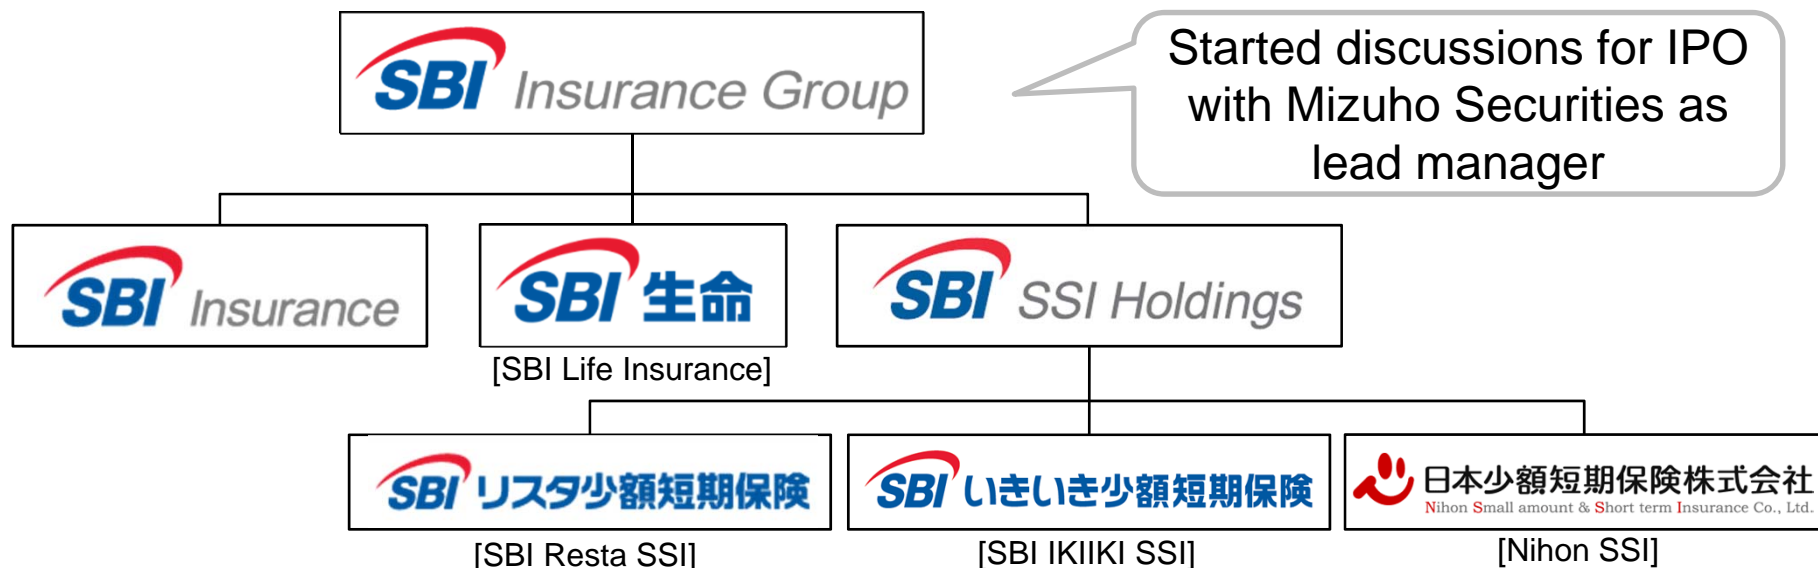 SBI Insurance Group
Started discussions for IPO
with Mizuho Securities as
lead manager
SBI Insurance
SBI 生命
[SBI Life Insurance]
SBI SSI Holdings
SBI リスタ少額短期保険
[SBI Resta SSI]
SBI いきいき少額短期保険
[SBI IKIIKI SSI]
日本少額短期保険株式会社
Nihon Small amount & Short term Insurance Co., Ltd.
[Nihon SSI]